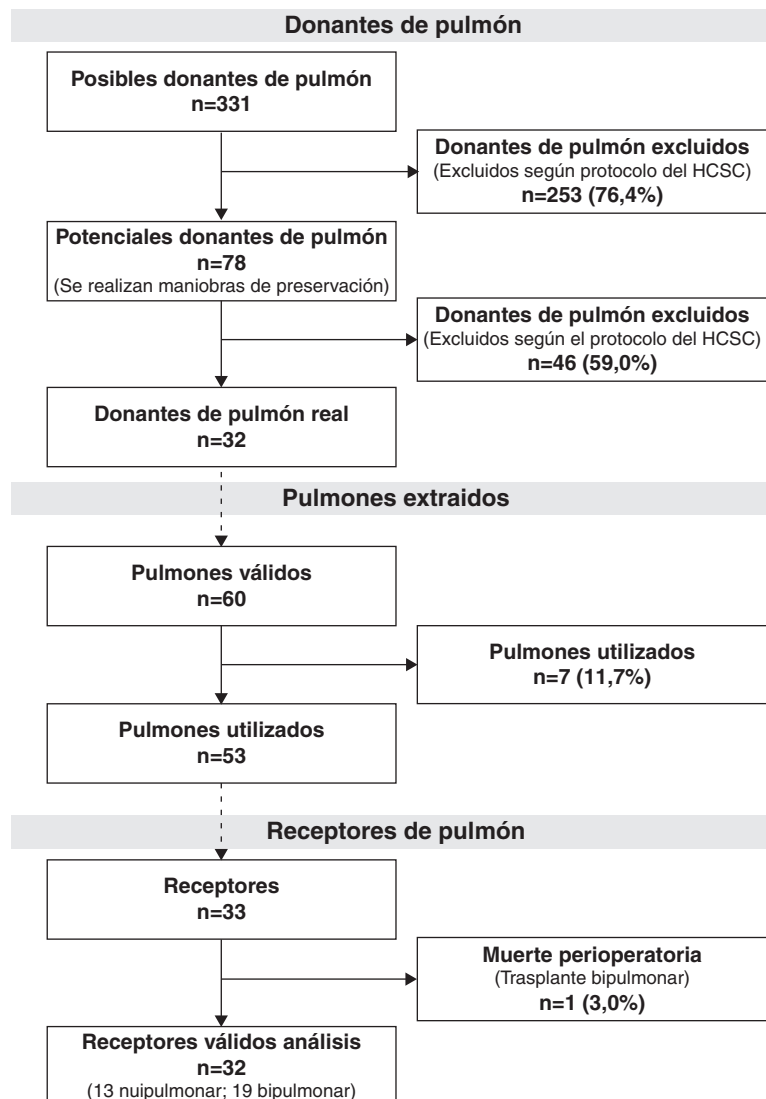 Donantes de pulmón
Posibles donantes de pulmón
n=331
Donantes de pulmón excluidos
(Excluidos según protocolo del HCSC)
n=253 (76,4%)
Potenciales donantes de pulmón
n=78
(Se realizan maniobras de preservación)
Donantes de pulmón excluidos
(Excluidos según el protocolo del HCSC)
n=46 (59,0%)
Donantes de pulmón real
n=32
Pulmones extraidos
Pulmones válidos
n=60
Pulmones utilizados
n=7 (11,7%)
Pulmones utilizados
n=53
Receptores de pulmón
Receptores
n=33
Muerte perioperatoria
(Trasplante bipulmonar)
n=1 (3,0%)
Receptores válidos análisis
n=32
(13 nuipulmonar; 19 bipulmonar)